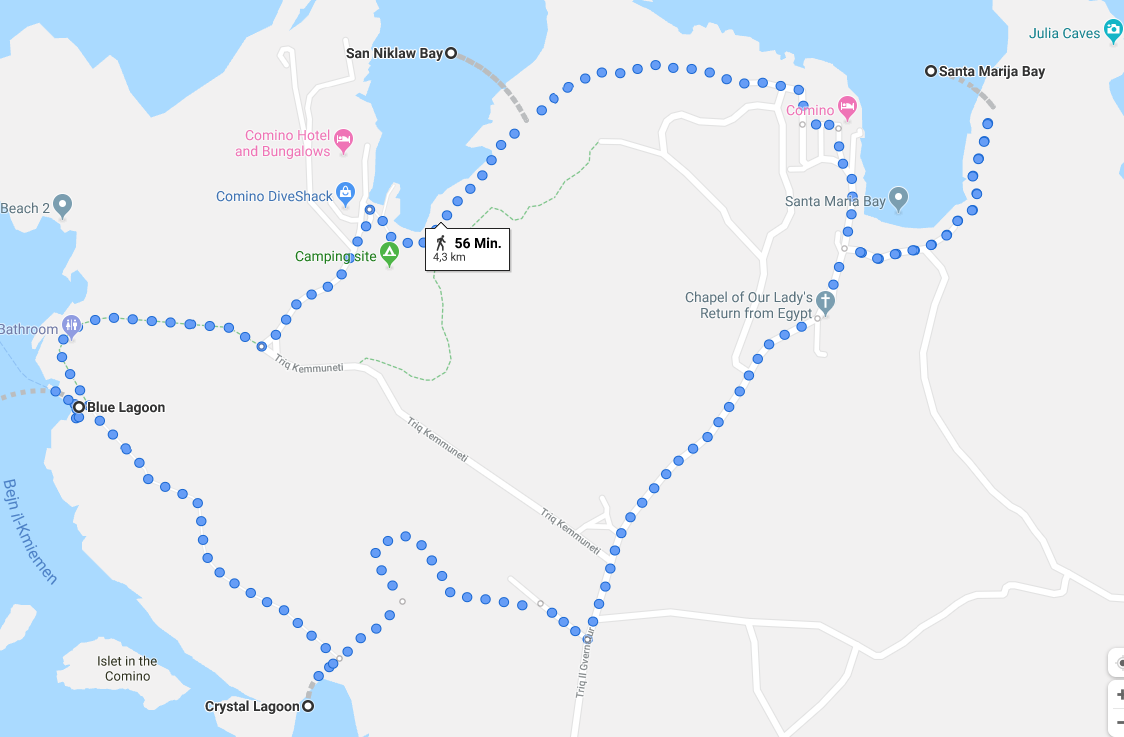 Julia Caves
San Niklaw Bay
Santa Marija Bay
Comino
Comino Hotel
and Bungalows
Comino DiveShack
Beach 2
Santa Maria Bay
56 Min.
4,3 km
Camping site
Chapel of Our Lady's
Return from Egypt
Bathroom
Triq Kemmuneti
Blue Lagoon
Triq Kemmuneti
Bejn il-Kmiemen
Triq Kemmuneti
Islet in the
Comino
Triq Il Gvernatur
Crystal Lagoon